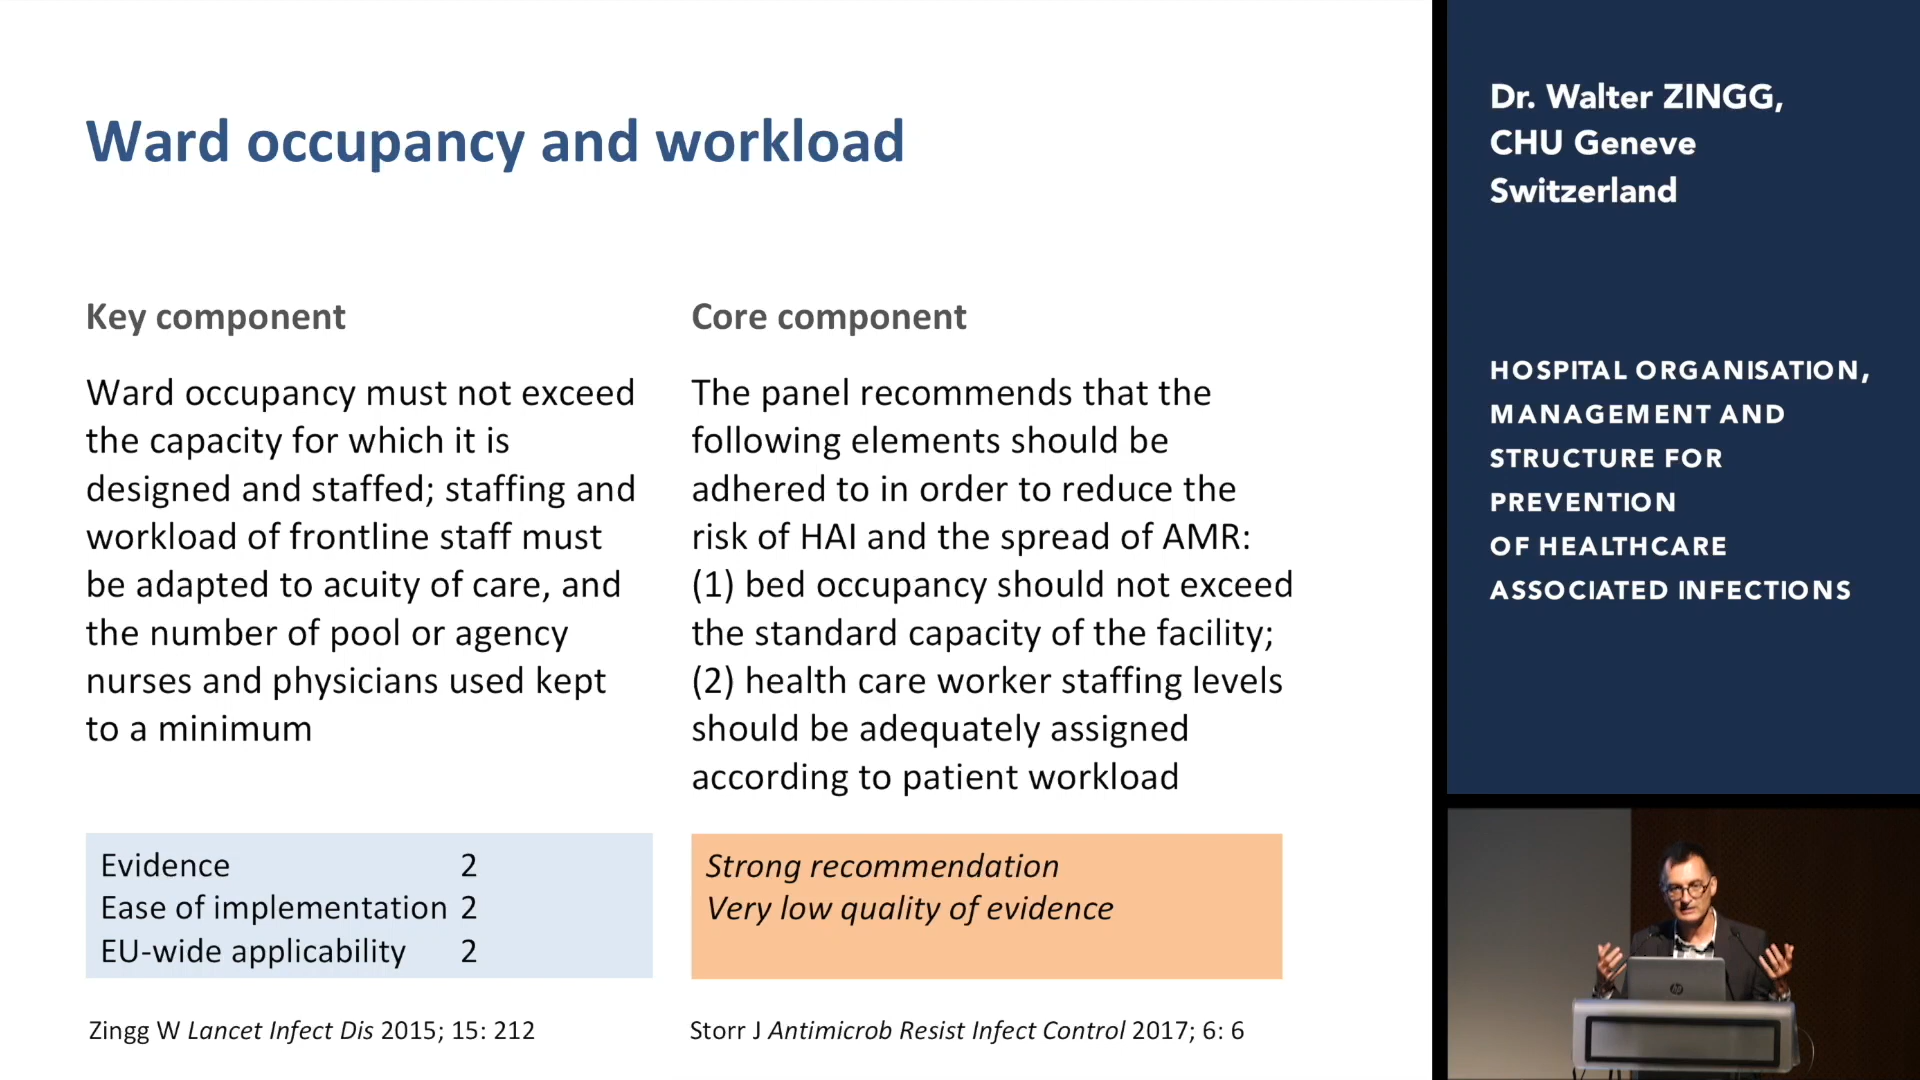 Ward occupancy and workload
Key component
Ward occupancy must not exceed
the capacity for which it is
designed and staffed; staffing and
workload of frontline staff must
be adapted to acuity of care, and
the number of pool or agency
nurses and physicians used kept
to a minimum
Evidence 2
Ease of implementation 2
EU-wide applicability 2
Zingg W Lancet Infect Dis 2015; 15: 212
Core component
The panel recommends that the
following elements should be
adhered to in order to reduce the
risk of HAI and the spread of AMR:
(1) bed occupancy should not exceed
the standard capacity of the facility;
(2) health care worker staffing levels
should be adequately assigned
according to patient workload
Strong recommendation
Very low quality of evidence
Storr J Antimicrob Resist Infect Control 2017; 6: 6
Dr. Walter ZINGG,
CHU Geneve
Switzerland
HOSPITAL ORGANISATION,
MANAGEMENT AND
STRUCTURE FOR
PREVENTION
OF HEALTHCARE
ASSOCIATED INFECTIONS
hp